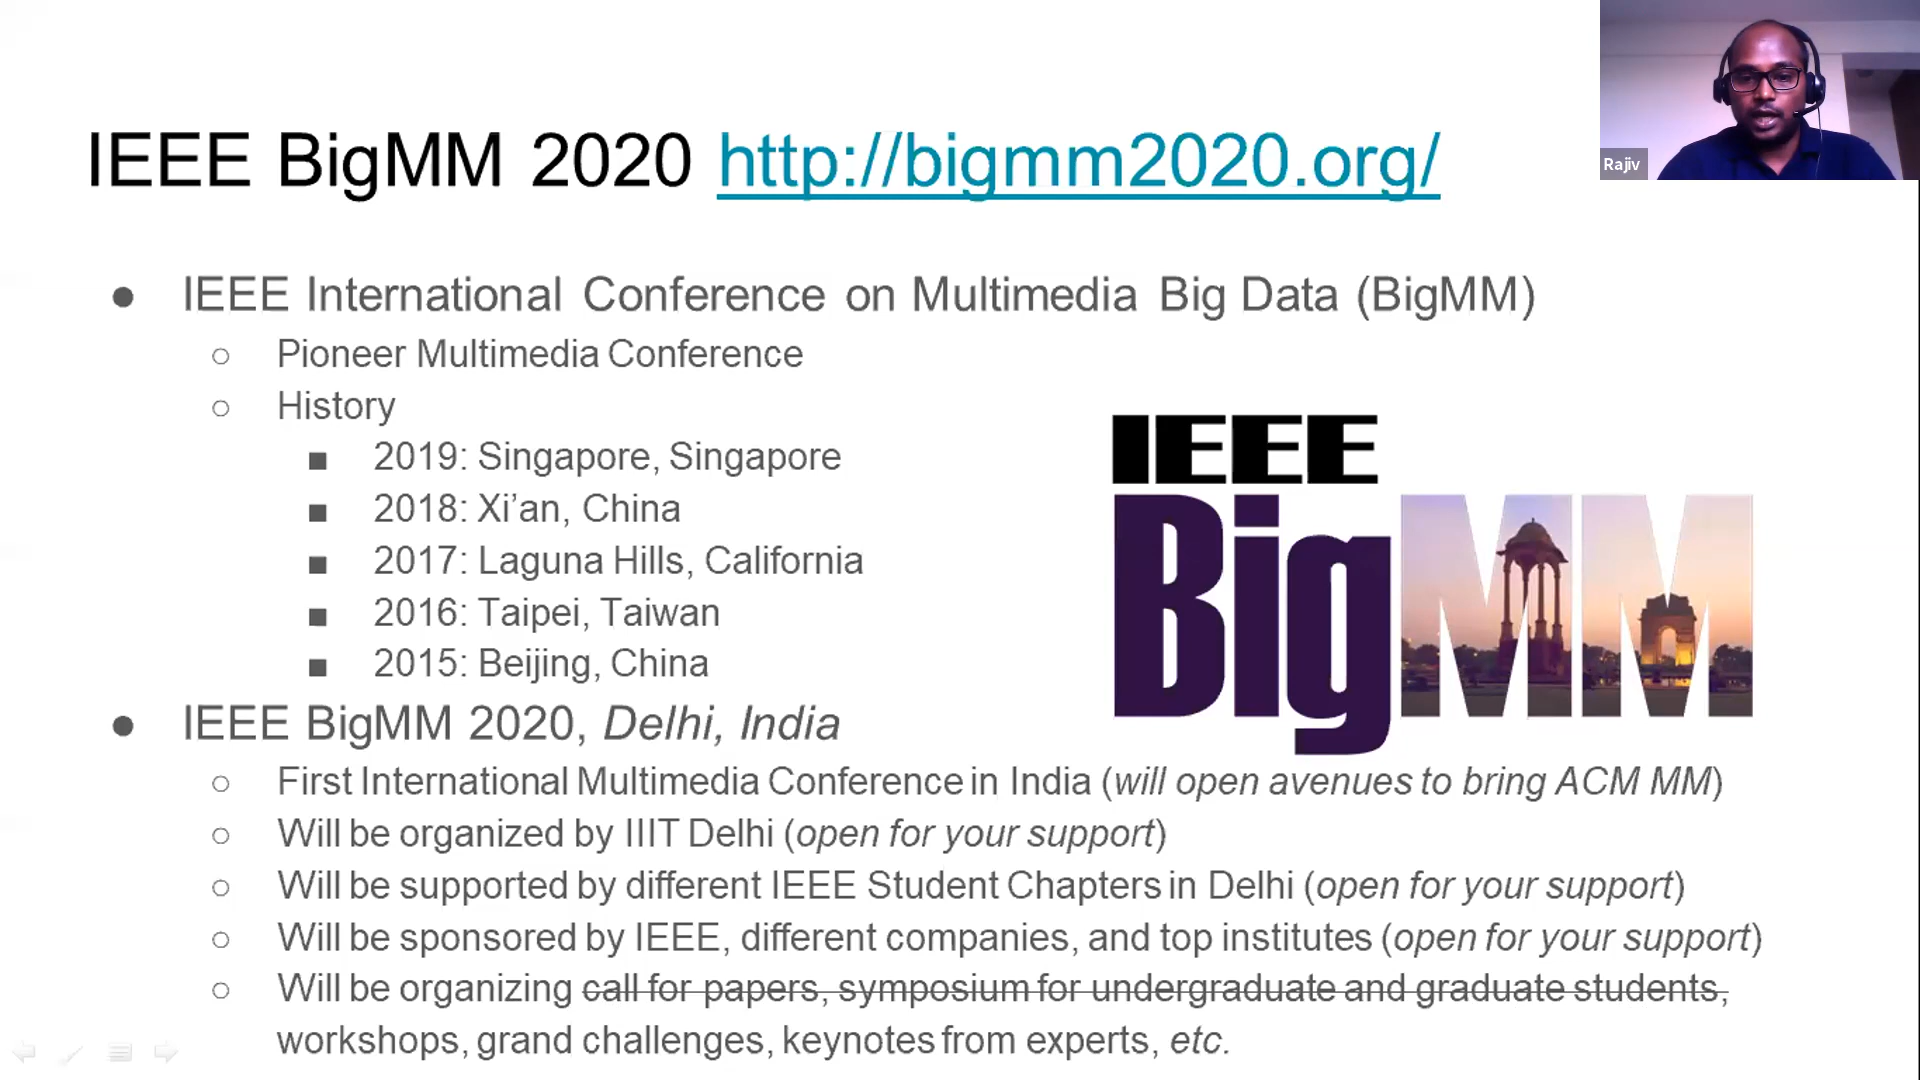 IEEE BigMM 2020 http://bigmm2020.org/
Rajiv
● IEEE International Conference on Multimedia Big Data (BigMM)
○ Pioneer Multimedia Conference
○ History
■ 2019: Singapore, Singapore
■ 2018: Xi’an, China
■ 2017: Laguna Hills, California
■ 2016: Taipei, Taiwan
■ 2015: Beijing, China
IEEE
BigMM
● IEEE BigMM 2020, Delhi, India
○ First International Multimedia Conference in India (will open avenues to bring ACM MM)
○ Will be organized by IIIT Delhi (open for your support)
○ Will be supported by different IEEE Student Chapters in Delhi (open for your support)
○ Will be sponsored by IEEE, different companies, and top institutes (open for your support)
○ Will be organizing call for papers, symposium for undergraduate and graduate students,
workshops, grand challenges, keynotes from experts, etc.